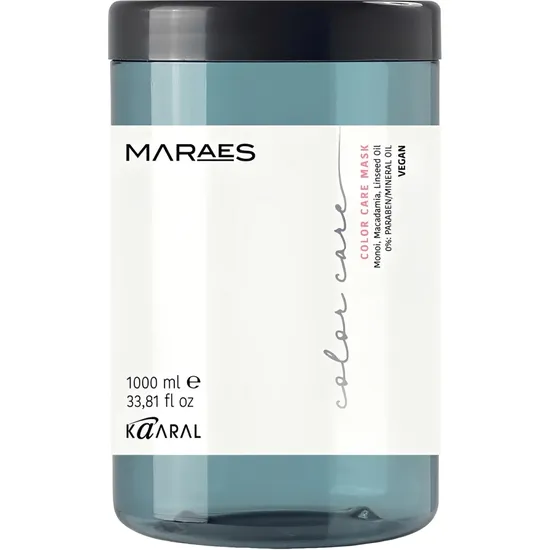 MARAES
color care
COLOR CARE MASK
Monoi, Macadamia, Linseed Oil
0%: PARABEN/MINERAL OIL
VEGAN
1000 ml ℮
33,81 fl oz
KAARAL